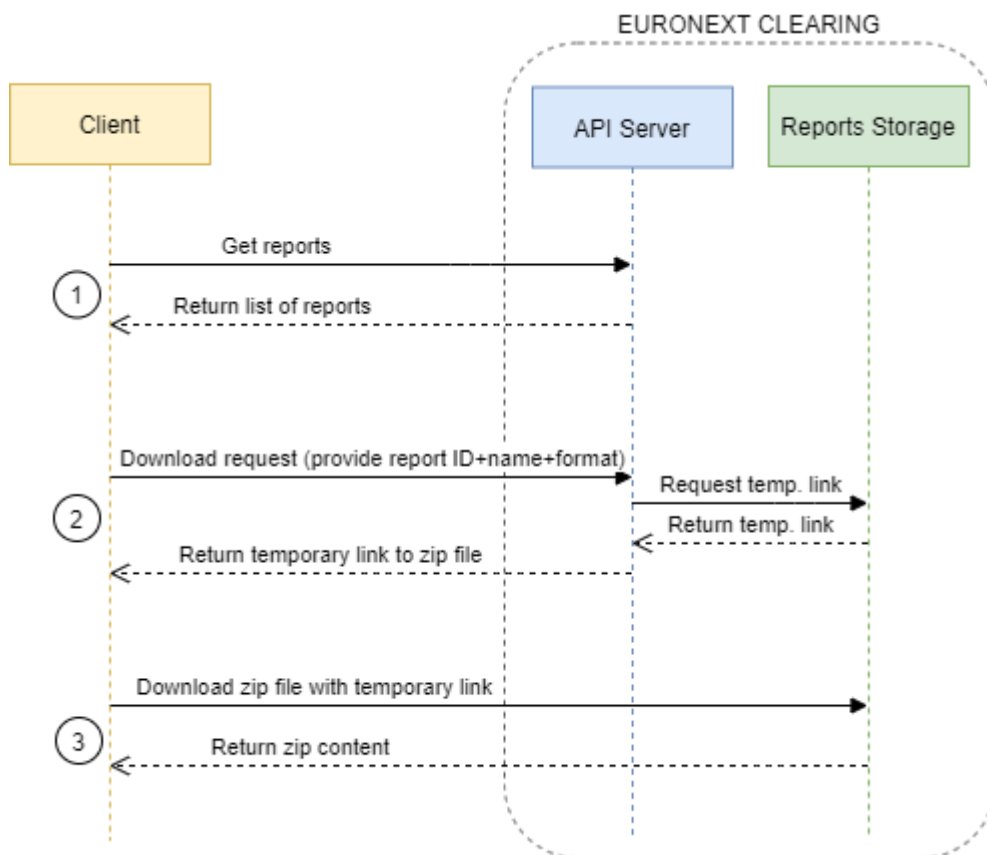 EURONEXT CLEARING
Client
API Server
Reports Storage
Get reports
1
Return list of reports
Download request (provide report ID+name+format)
Request temp. link
2
Return temp. link
Return temporary link to zip file
Download zip file with temporary link
3
Return zip content